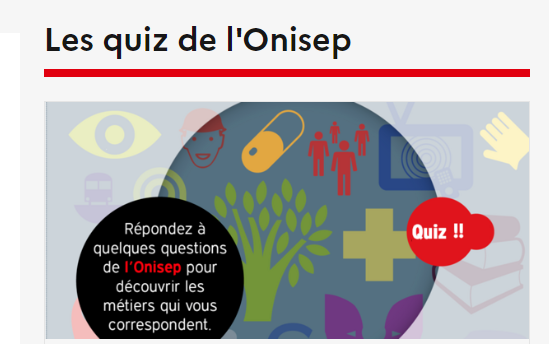 Les quiz de l'Onisep
Répondez à
quelques questions
de l'Onisep pour
découvrir les
métiers qui vous
correspondent.
Quiz !!